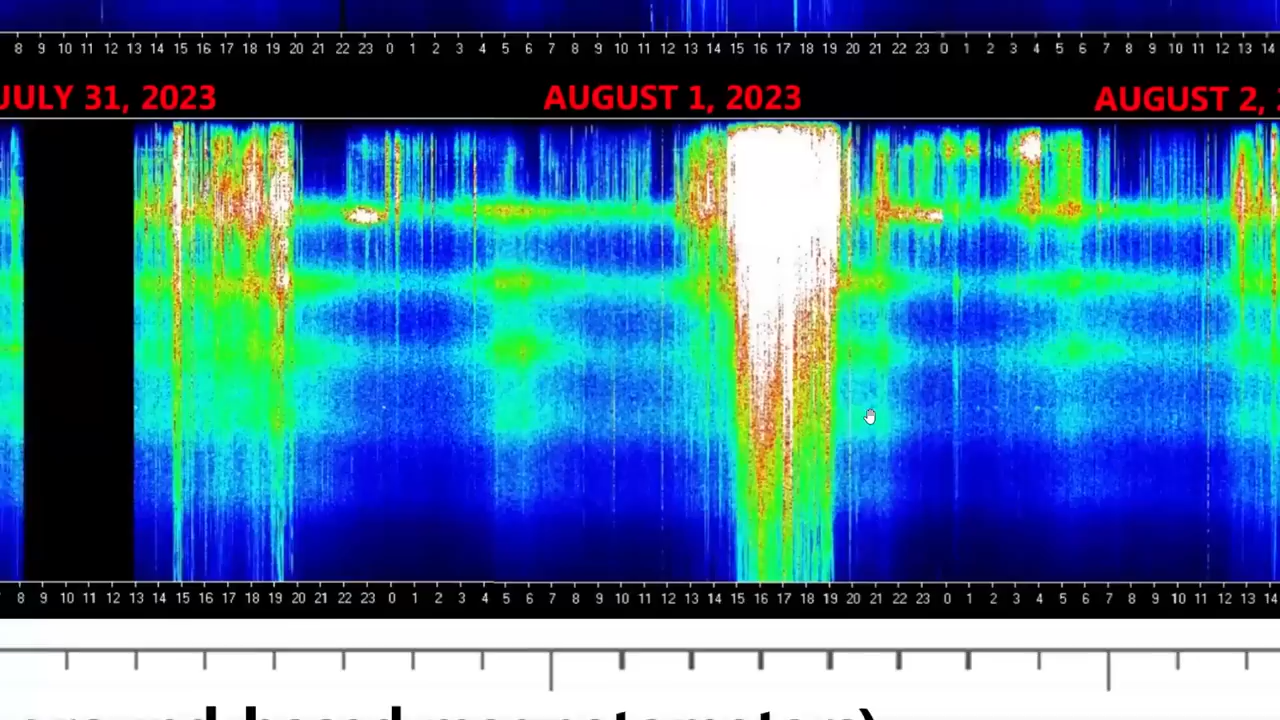 8 9 10 11 12 13 14 15 16 17 18 19 20 21 22 23 0 1 2 3 4 5 6 7 8 9 10 11 12 13 14 15 16 17 18 19 20 21 22 23 0 1 2 3 4 5 6 7 8 9 10 11 12 13 14
JULY 31, 2023 AUGUST 1, 2023 AUGUST 2,
8 9 10 11 12 13 14 15 16 17 18 19 20 21 22 23 0 1 2 3 4 5 6 7 8 9 10 11 12 13 14 15 16 17 18 19 20 21 22 23 0 1 2 3 4 5 6 7 8 9 10 11 12 13 14
ground-based magnetometers)